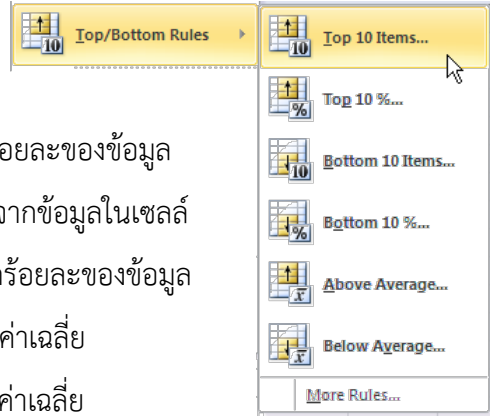 Top/Bottom Rules
Top 10 Items...
Top 10 %...
Bottom 10 Items...
Bottom 10 %...
Above Average...
Below Average...
More Rules...
อยละของข้อมูล
จากข้อมูลในเซลล์
ร้อยละของข้อมูล
ค่าเฉลี่ย
ค่าเฉลี่ย